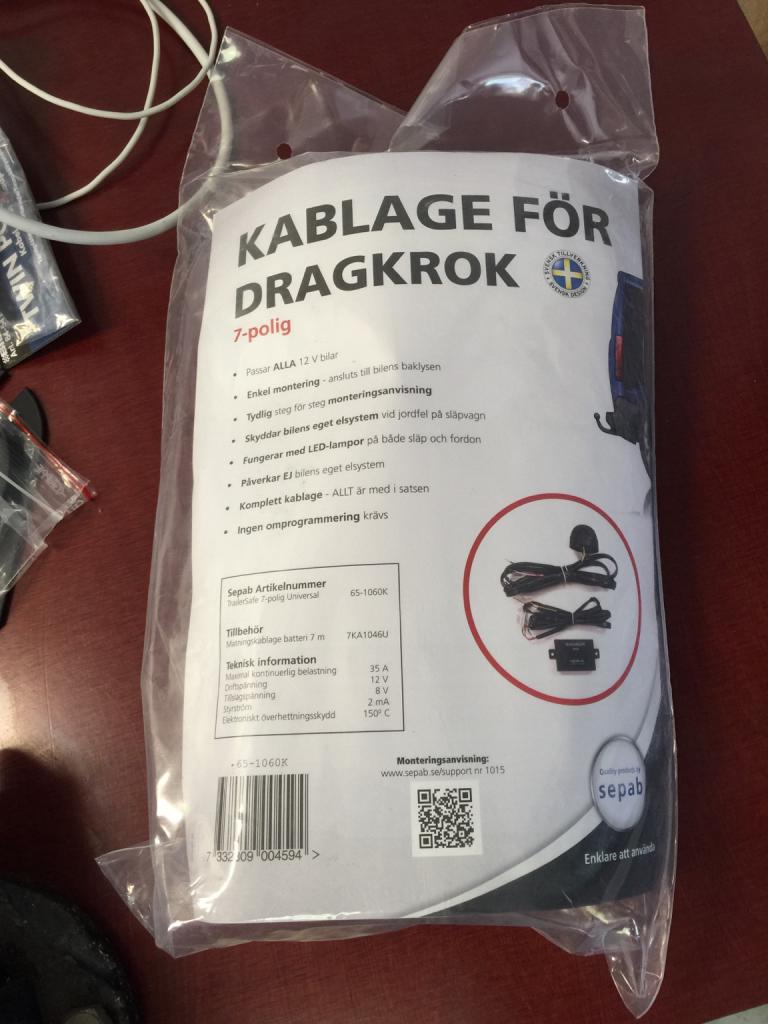 KABLAGE FÖR
DRAGKROK
SVENSK TILLVERKNING
SVENSK DESIGN
7-polig
• Passar ALLA 12 V bilar
• Enkel montering - ansluts till bilens baklysen
• Tydlig steg för steg monteringsanvisning
• Skyddar bilens eget elsystem vid jordfel på släpvagn
• Fungerar med LED-lampor på både släp och fordon
• Påverkar EJ bilens eget elsystem
• Komplett kablage - ALLT är med i satsen
• Ingen omprogrammering krävs
Sepab Artikelnummer
TrailerSafe 7-polig Universal 65-1060K
Tillbehör
Matningskablage batteri 7 m 7KA1046U
Teknisk information
Maximal kontinuerlig belastning 35 A
Driftspänning 12 V
Tillslagspänning 8 V
Styrström 2 mA
Elektroniskt överhettningsskydd 150° C
65-1060K
004594 >
Monteringsanvisning:
www.sepab.se/support nr 1015
Quality products by
sepab
Enklare att använda
TWIN